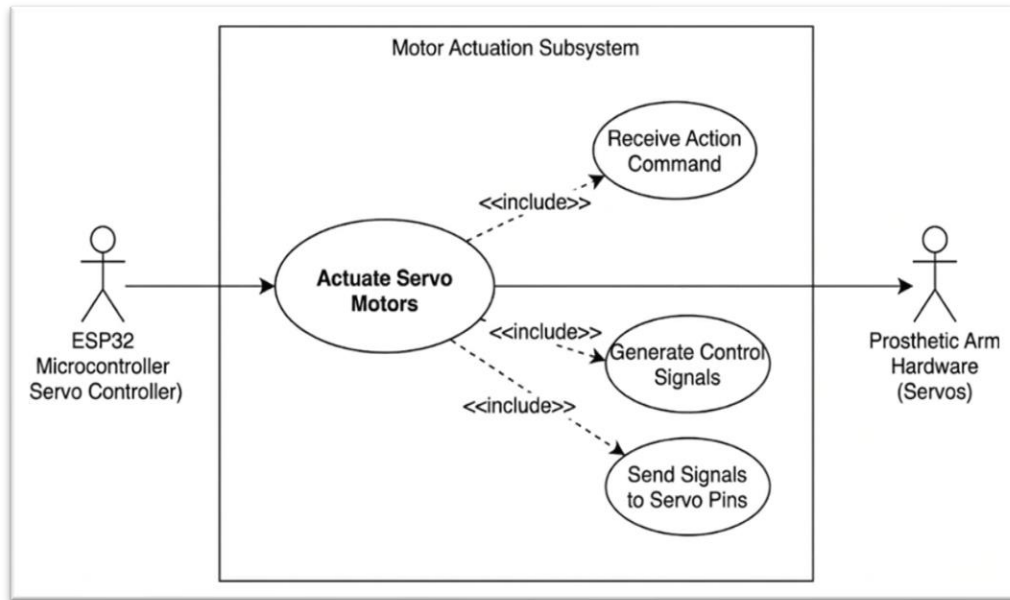 Motor Actuation Subsystem
Receive Action
Command
<<include>>
Actuate Servo
Motors
<<include>>
Generate Control
Signals
<<include>>
Send Signals
to Servo Pins
ESP32
Microcontroller
Servo Controller)
Prosthetic Arm
Hardware
(Servos)